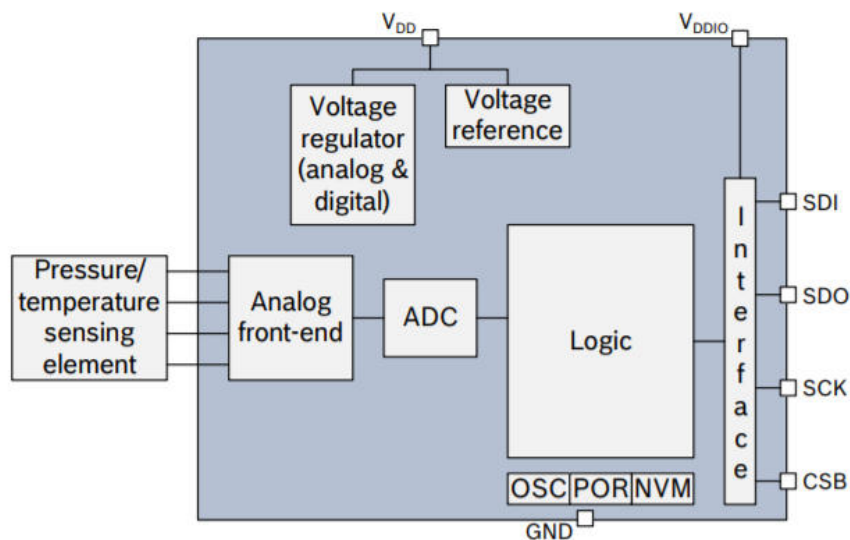 VDD
VDDIO
Voltage
regulator
(analog &
digital)
Voltage
reference
Pressure/
temperature
sensing
element
Analog
front-end
ADC
Logic
OSC POR NVM
Interface
SDI
SDO
SCK
CSB
GND